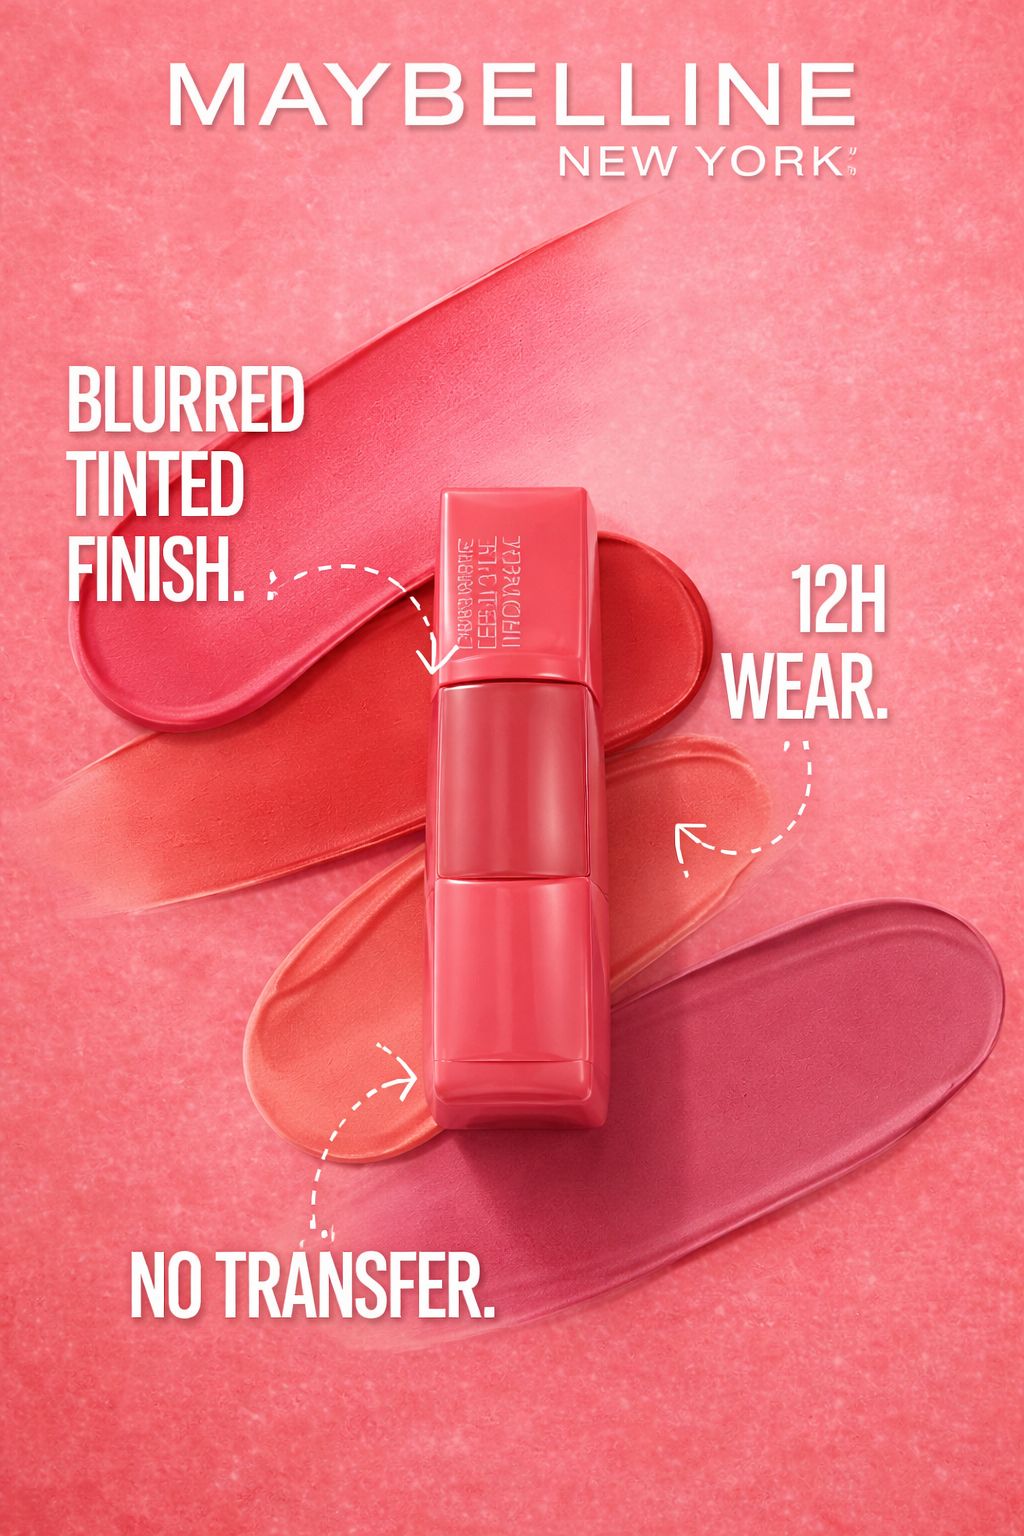 MAYBELLINE
NEW YORK
BLURRED
TINTED
FINISH.
12H
WEAR.
NO TRANSFER.